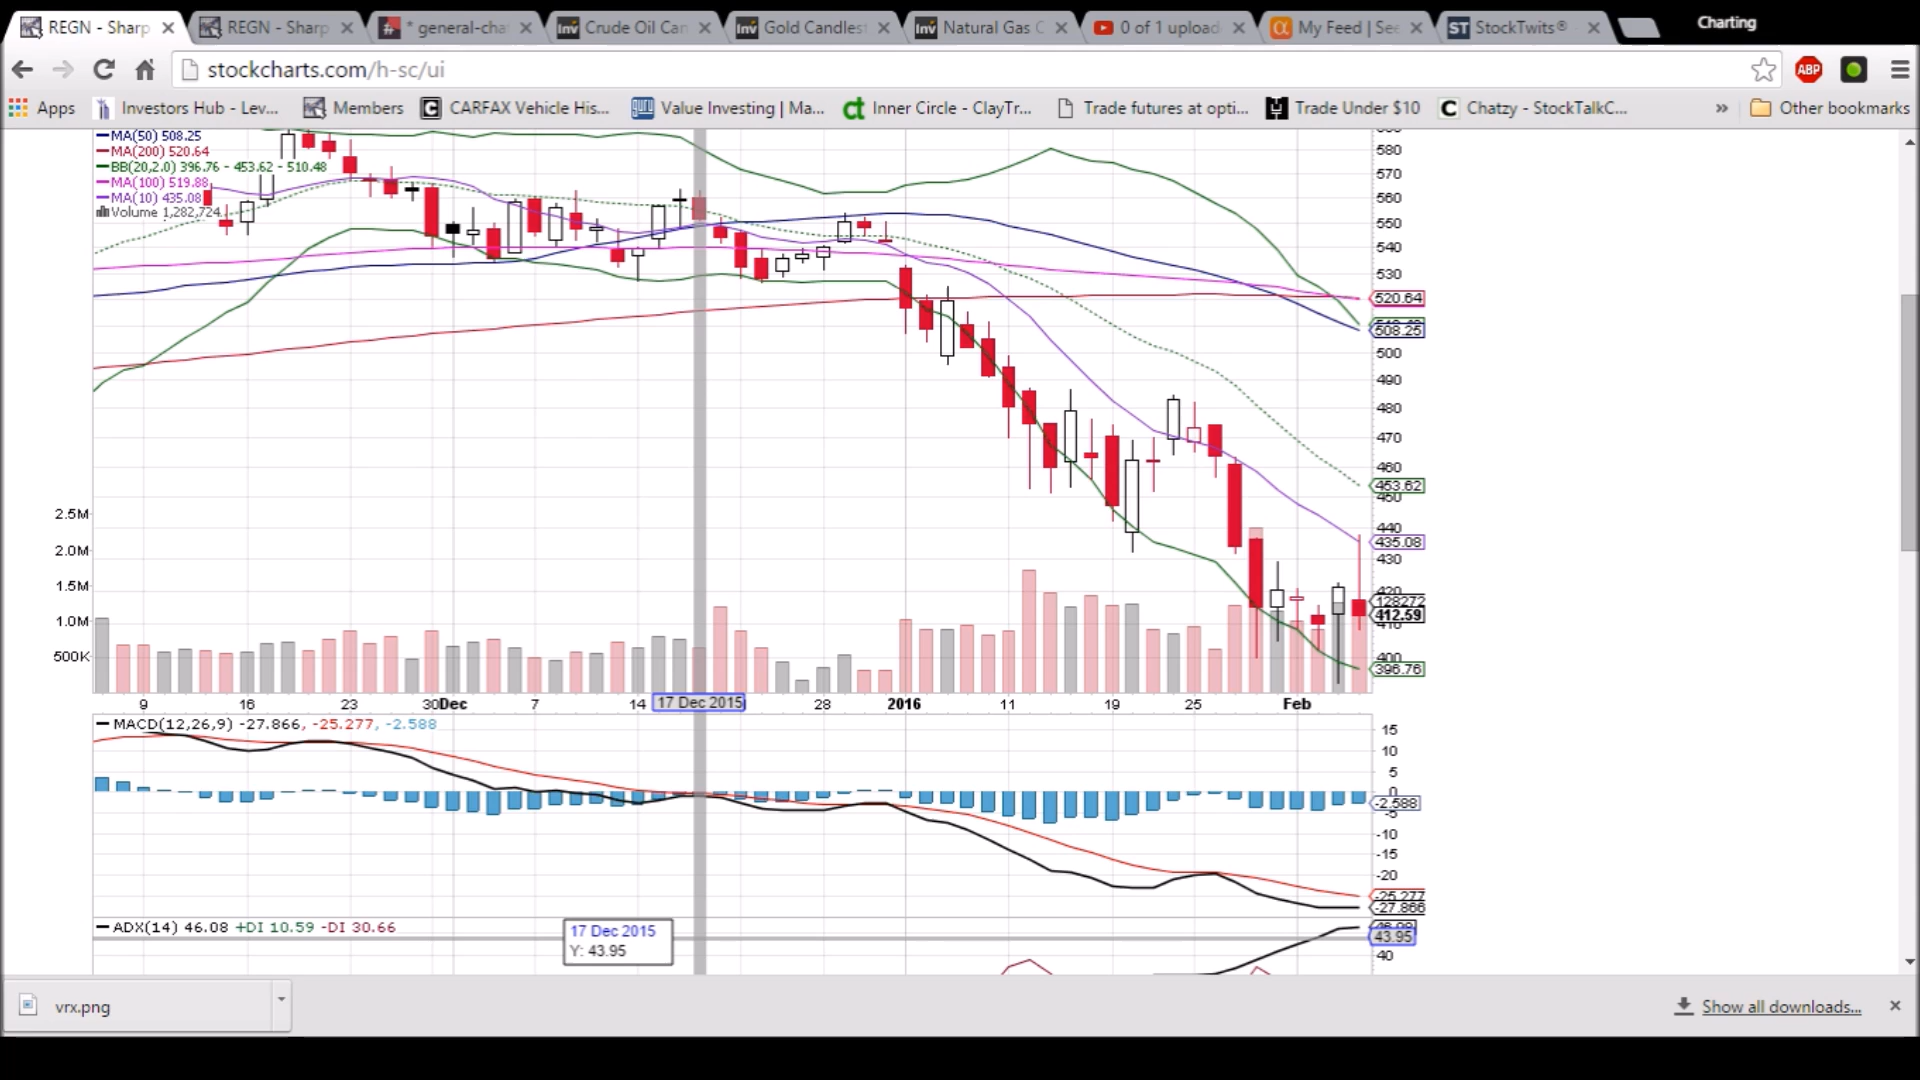 REGN - Sharp
REGN - Sharp
* general-cha
Crude Oil Can
Gold Candlest
Natural Gas C
0 of 1 upload
My Feed | See
StockTwits®
Charting
stockcharts.com/h-sc/ui
ABP
Apps
Investors Hub - Lev...
Members
CARFAX Vehicle His...
Value Investing | Ma...
Inner Circle - ClayTr...
Trade futures at opti...
Trade Under $10
Chatzy - StockTalkC...
»
Other bookmarks
MA(50) 508.25
MA(200) 520.64
BB(20,2.0) 396.76 - 453.62 - 510.48
MA(100) 519.88
MA(10) 435.08
Volume 1,282,724
580
570
560
550
540
530
520.64
508.25
500
490
480
470
460
453.62
450
440
435.08
430
420
128272
412.59
410
400
396.76
2.5M
2.0M
1.5M
1.0M
500K
9
16
23
30
Dec
7
14
17 Dec 2015
28
2016
11
19
25
Feb
MACD(12,26,9) -27.866, -25.277, -2.588
15
10
5
0
-2.588
-5
-10
-15
-20
-25.277
-27.866
ADX(14) 46.08 +DI 10.59 -DI 30.66
17 Dec 2015
Y: 43.95
43.95
40
vrx.png
Show all downloads...